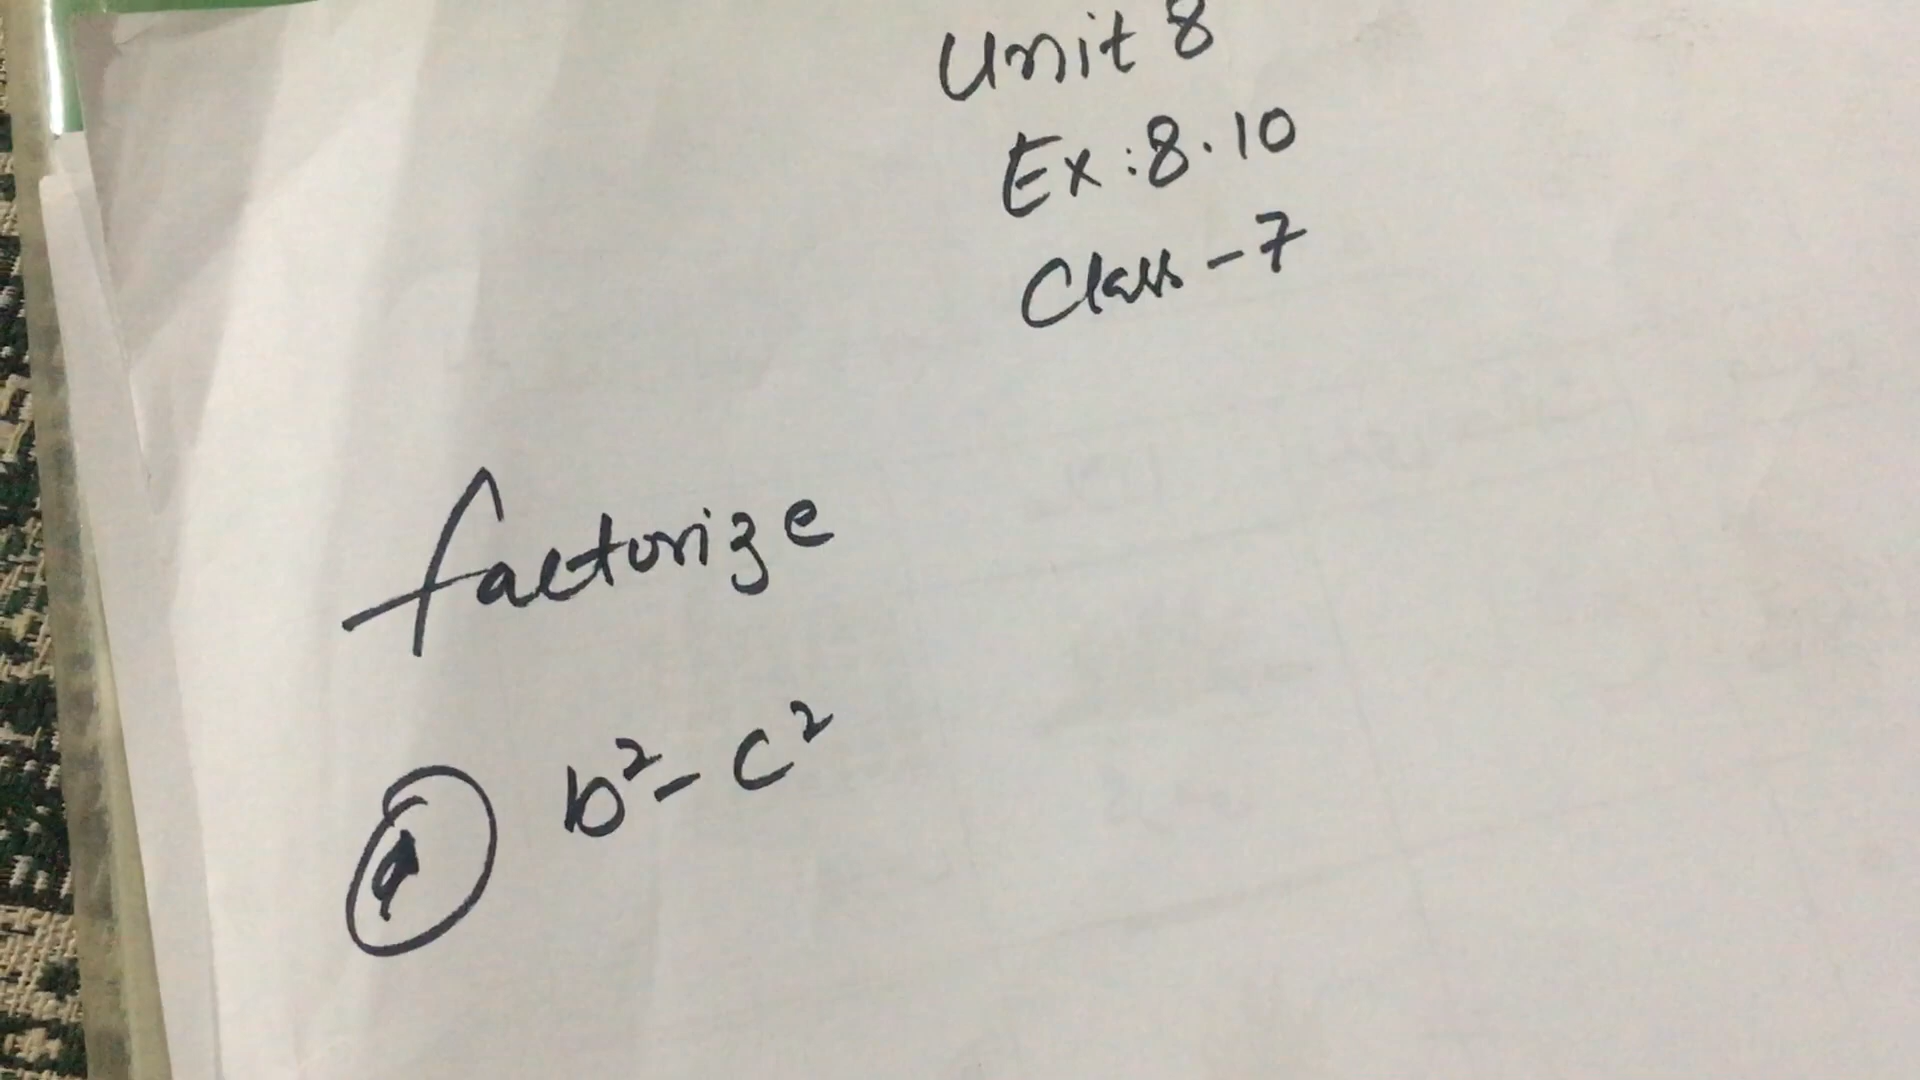 Unit 8
Ex: 8.10
Class - 7
factorize
b² - c²